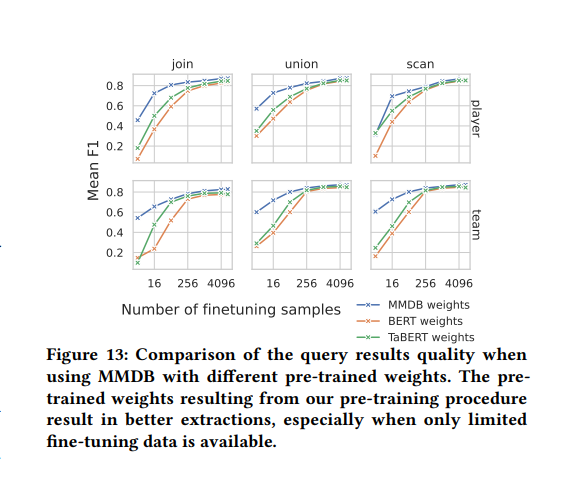 join union scan
0.8
0.6
0.4
0.2
player
Mean F1
0.8
0.6
0.4
0.2
team
16 256 4096 16 256 4096 16 256 4096
Number of finetuning samples
MMDB weights
BERT weights
TaBERT weights
Figure 13: Comparison of the query results quality when
using MMDB with different pre-trained weights. The pre-
trained weights resulting from our pre-training procedure
result in better extractions, especially when only limited
fine-tuning data is available.